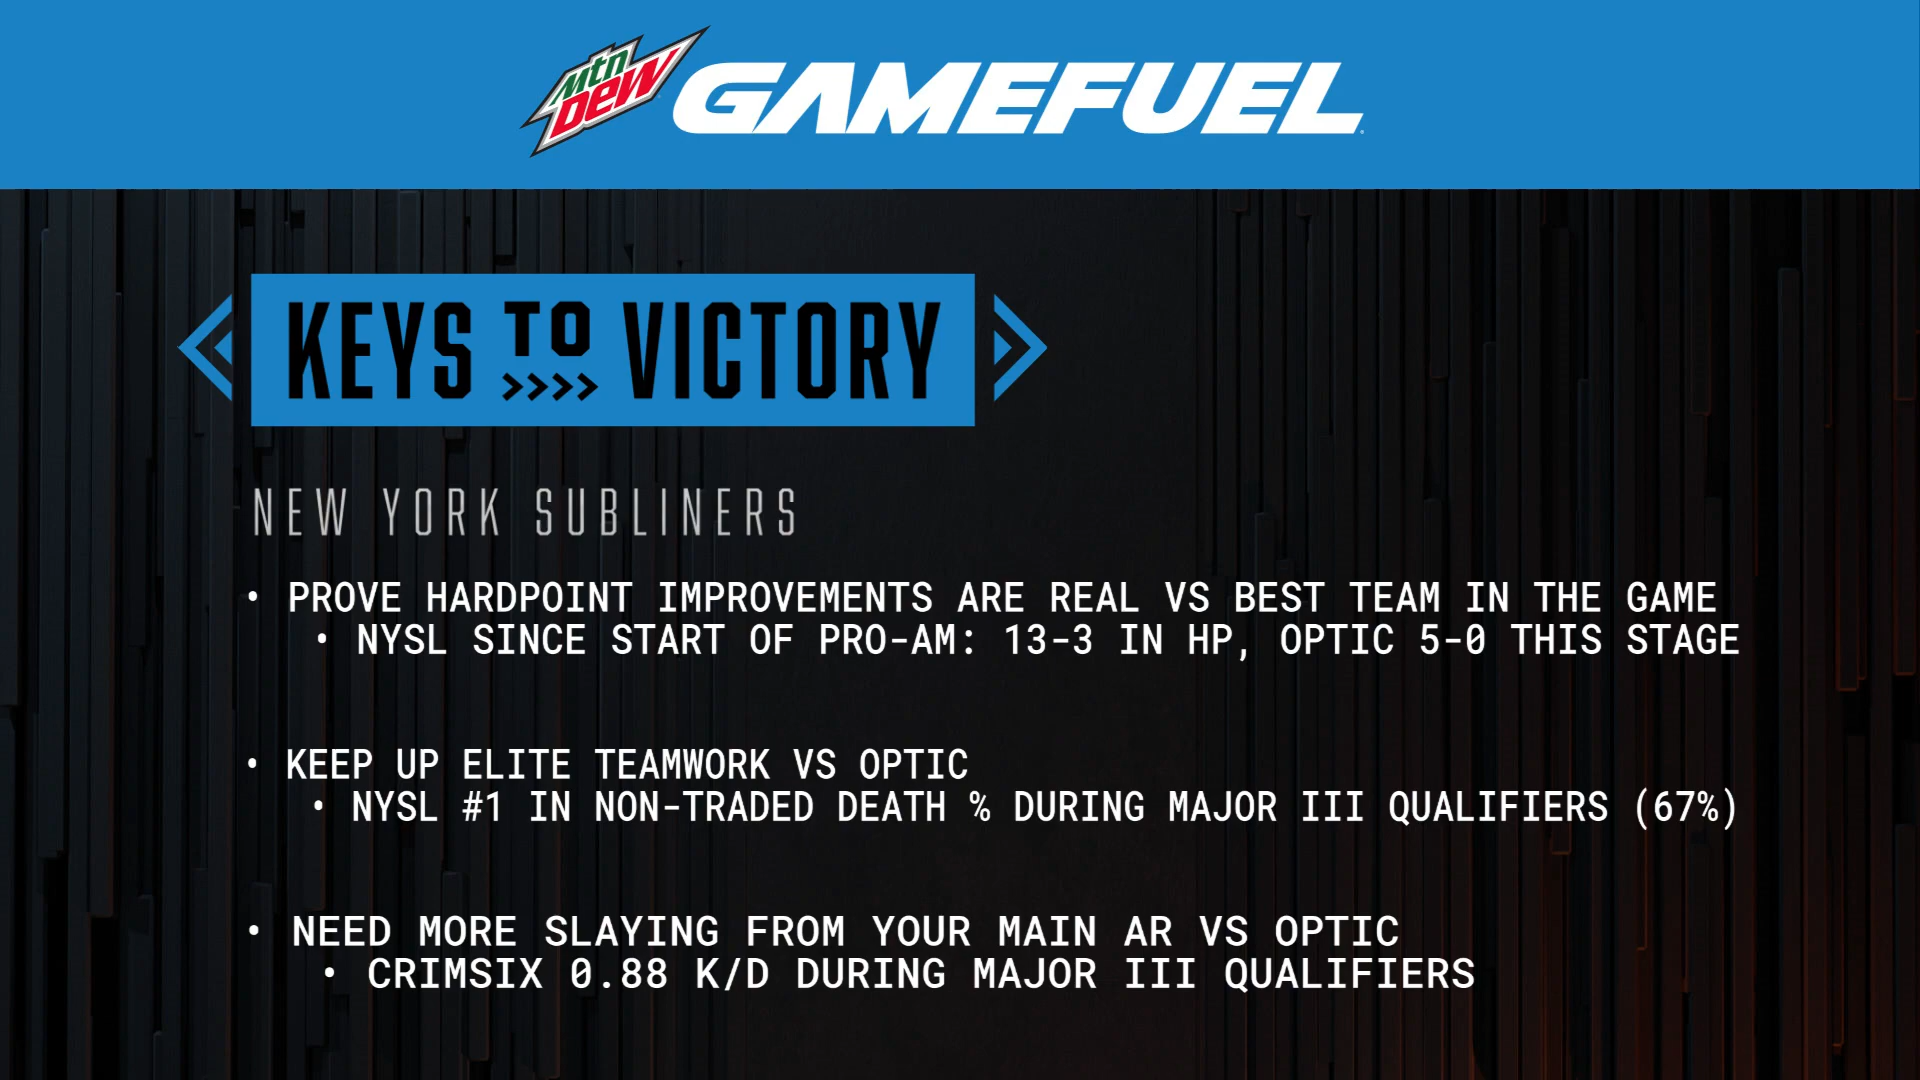 mtn DEW GAMEFUEL
KEYS TO VICTORY
NEW YORK SUBLINERS
• PROVE HARDPOINT IMPROVEMENTS ARE REAL VS BEST TEAM IN THE GAME
• NYSL SINCE START OF PRO-AM: 13-3 IN HP, OPTIC 5-0 THIS STAGE
• KEEP UP ELITE TEAMWORK VS OPTIC
• NYSL #1 IN NON-TRADED DEATH % DURING MAJOR III QUALIFIERS (67%)
• NEED MORE SLAYING FROM YOUR MAIN AR VS OPTIC
• CRIMSIX 0.88 K/D DURING MAJOR III QUALIFIERS